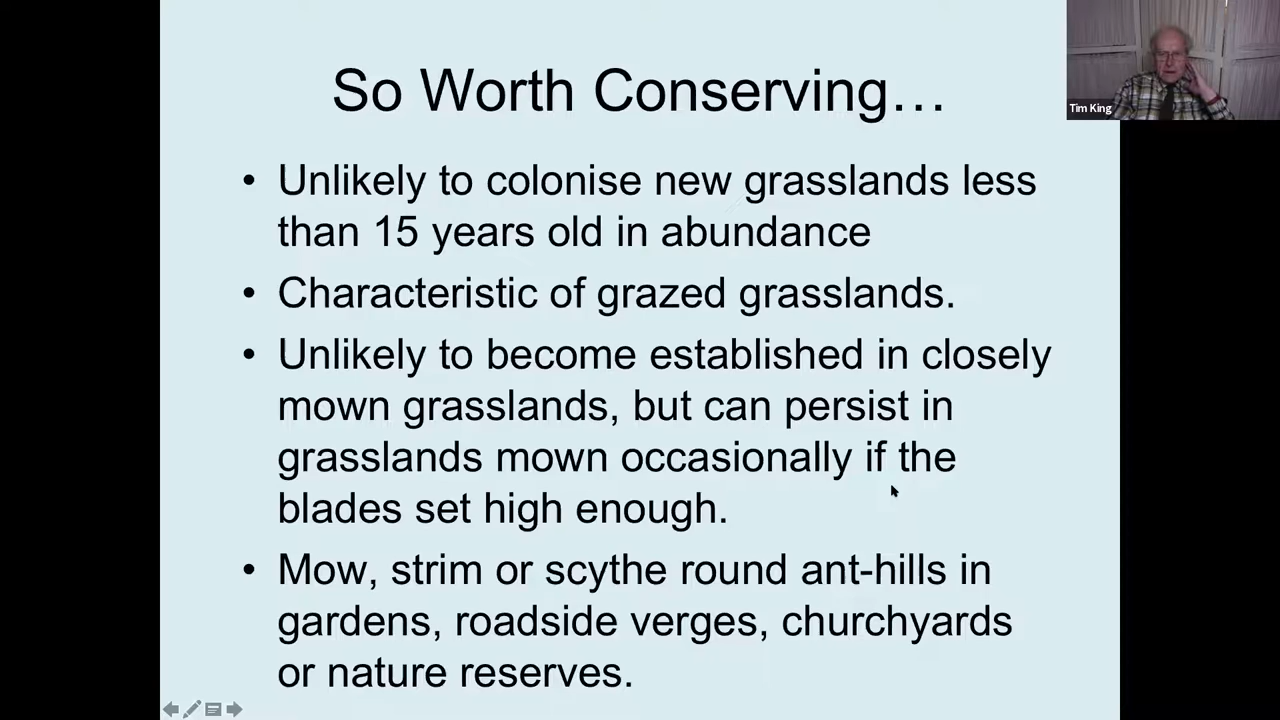 So Worth Conserving...
Tim King
• Unlikely to colonise new grasslands less
than 15 years old in abundance
• Characteristic of grazed grasslands.
• Unlikely to become established in closely
mown grasslands, but can persist in
grasslands mown occasionally if the
blades set high enough.
• Mow, strim or scythe round ant-hills in
gardens, roadside verges, churchyards
or nature reserves.